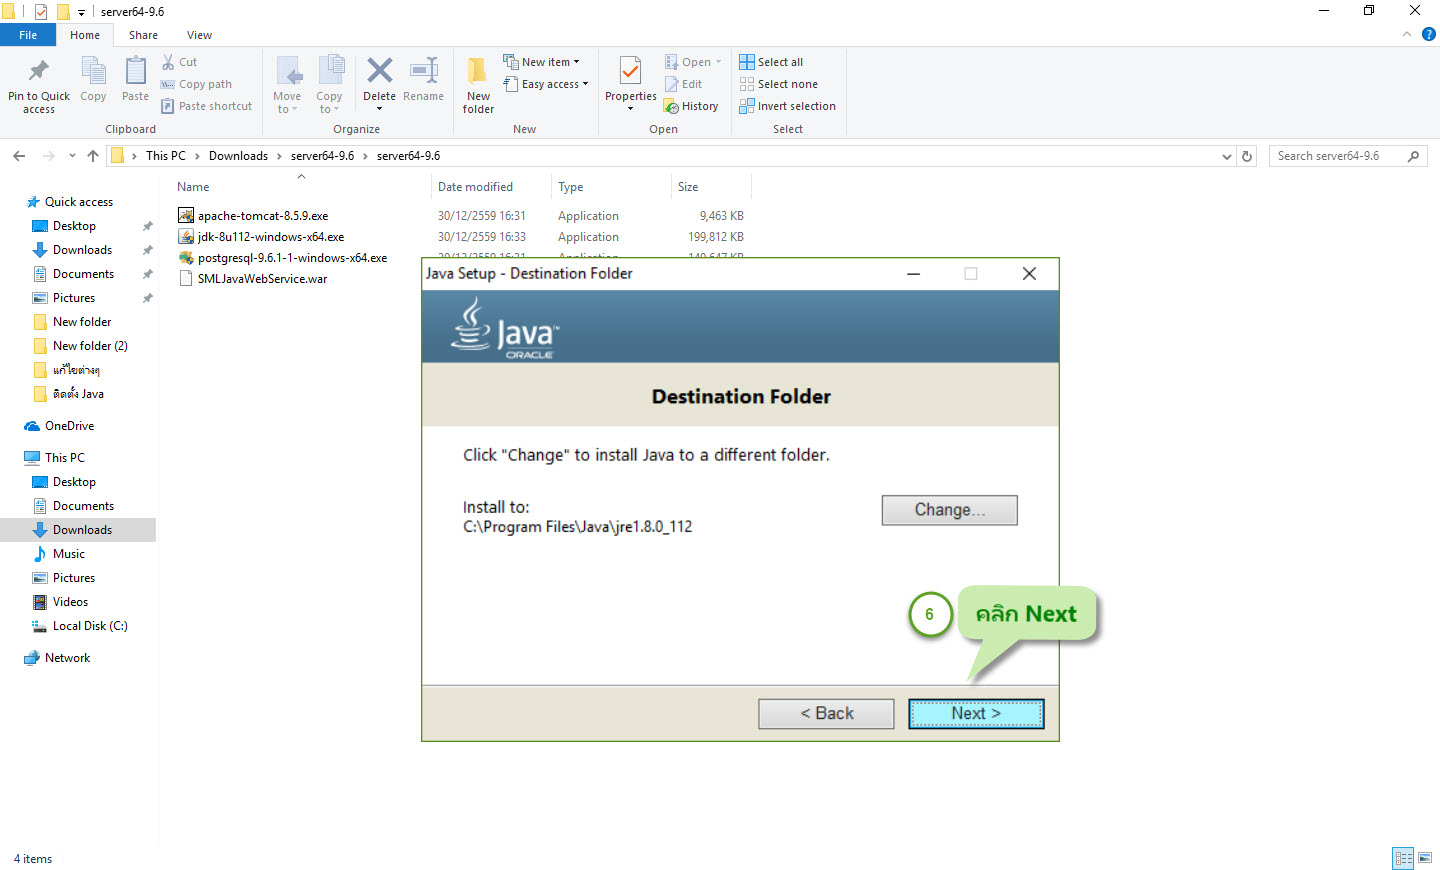 server64-9.6
File Home Share View
Pin to Quick access
Copy
Paste
Cut
Copy path
Paste shortcut
Clipboard
Move to
Copy to
Delete
Rename
Organize
New folder
New item
Easy access
New
Properties
Open
Edit
History
Open
Select all
Select none
Invert selection
Select
This PC > Downloads > server64-9.6 > server64-9.6
Search server64-9.6
Name Date modified Type Size
apache-tomcat-8.5.9.exe 30/12/2559 16:31 Application 9,463 KB
jdk-8u112-windows-x64.exe 30/12/2559 16:33 Application 199,812 KB
postgresql-9.6.1-1-windows-x64.exe
SMLJavaWebService.war
Quick access
Desktop
Downloads
Documents
Pictures
New folder
New folder (2)
แก้ไขต่างๆ
ติดตั้ง Java
OneDrive
This PC
Desktop
Documents
Downloads
Music
Pictures
Videos
Local Disk (C:)
Network
4 items
Java Setup - Destination Folder
Java™
ORACLE
Destination Folder
Click "Change" to install Java to a different folder.
Install to:
C:\Program Files\Java\jre1.8.0_112
Change...
6
คลิก Next
< Back
Next >